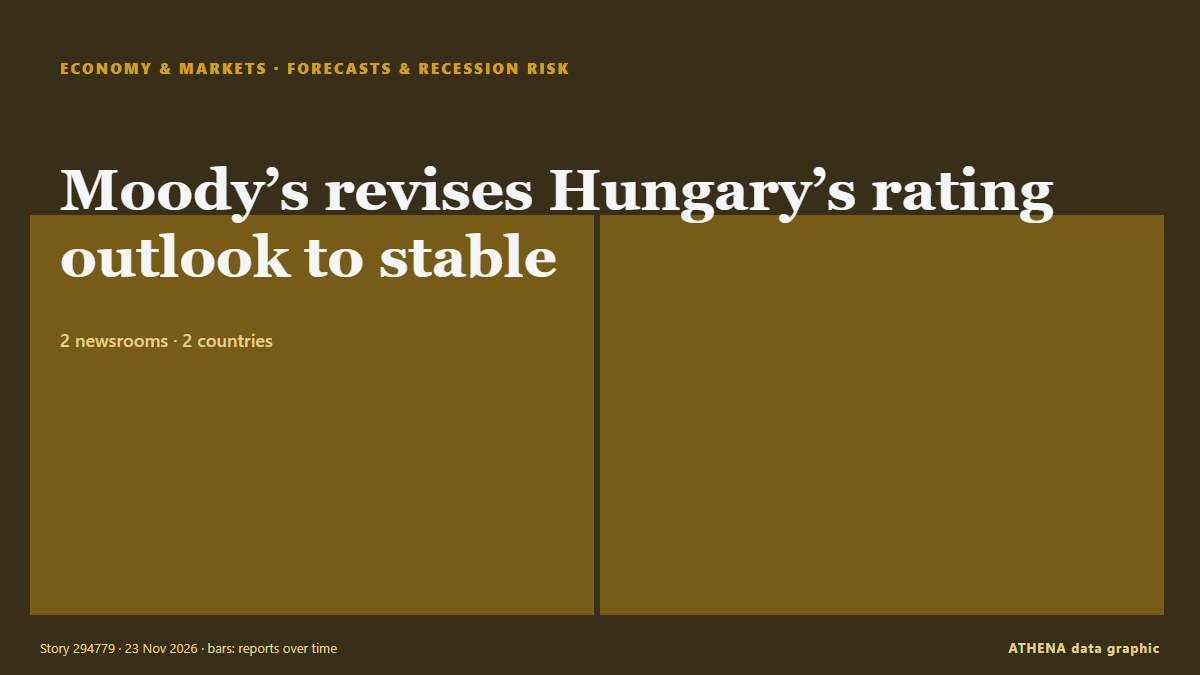 ECONOMY & MARKETS · FORECASTS & RECESSION RISK
Moody’s revises Hungary’s rating
outlook to stable
2 newsrooms · 2 countries
Story 294779 · 23 Nov 2026 · bars: reports over time
ATHENA data graphic